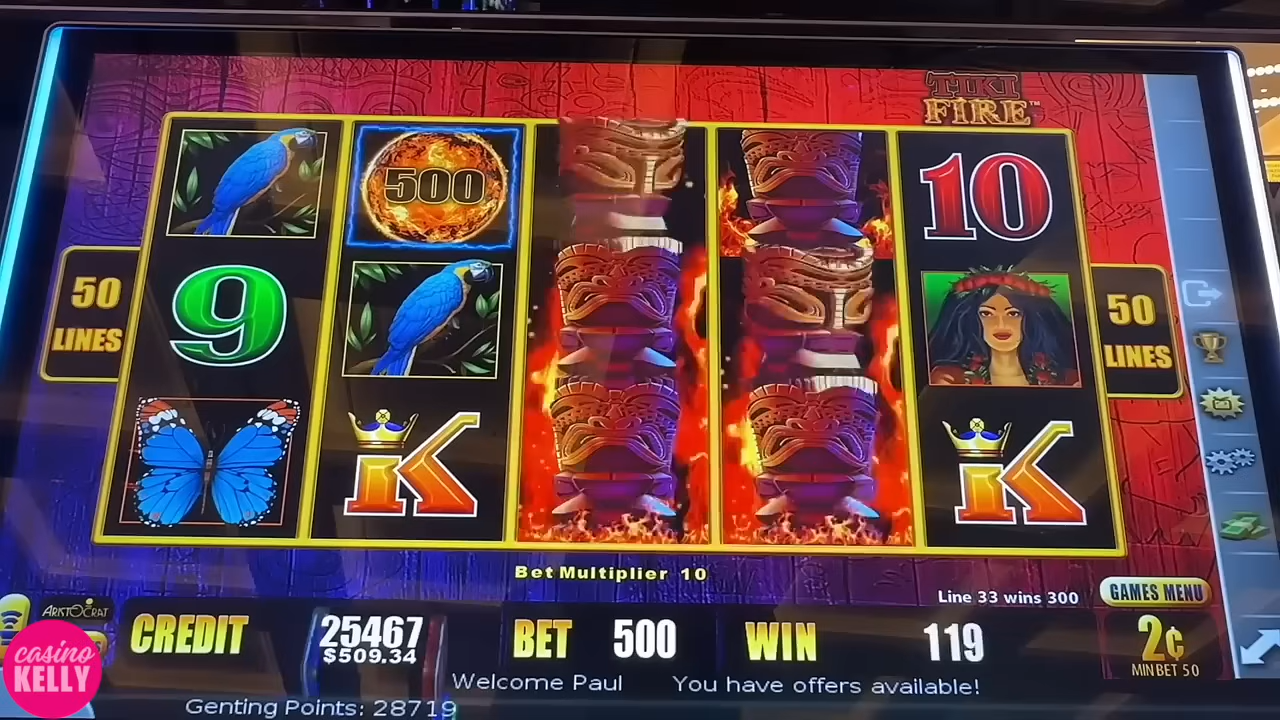 TIKI
FIRE™
500
10
9
50
LINES
50
LINES
K
K
Bet Multiplier 10
Line 33 wins 300
GAMES MENU
ARISTOCRAT
CREDIT
25467
$509.34
BET
500
WIN
119
2¢
MIN BET 50
Welcome Paul
You have offers available!
Genting Points: 28719
casino
KELLY